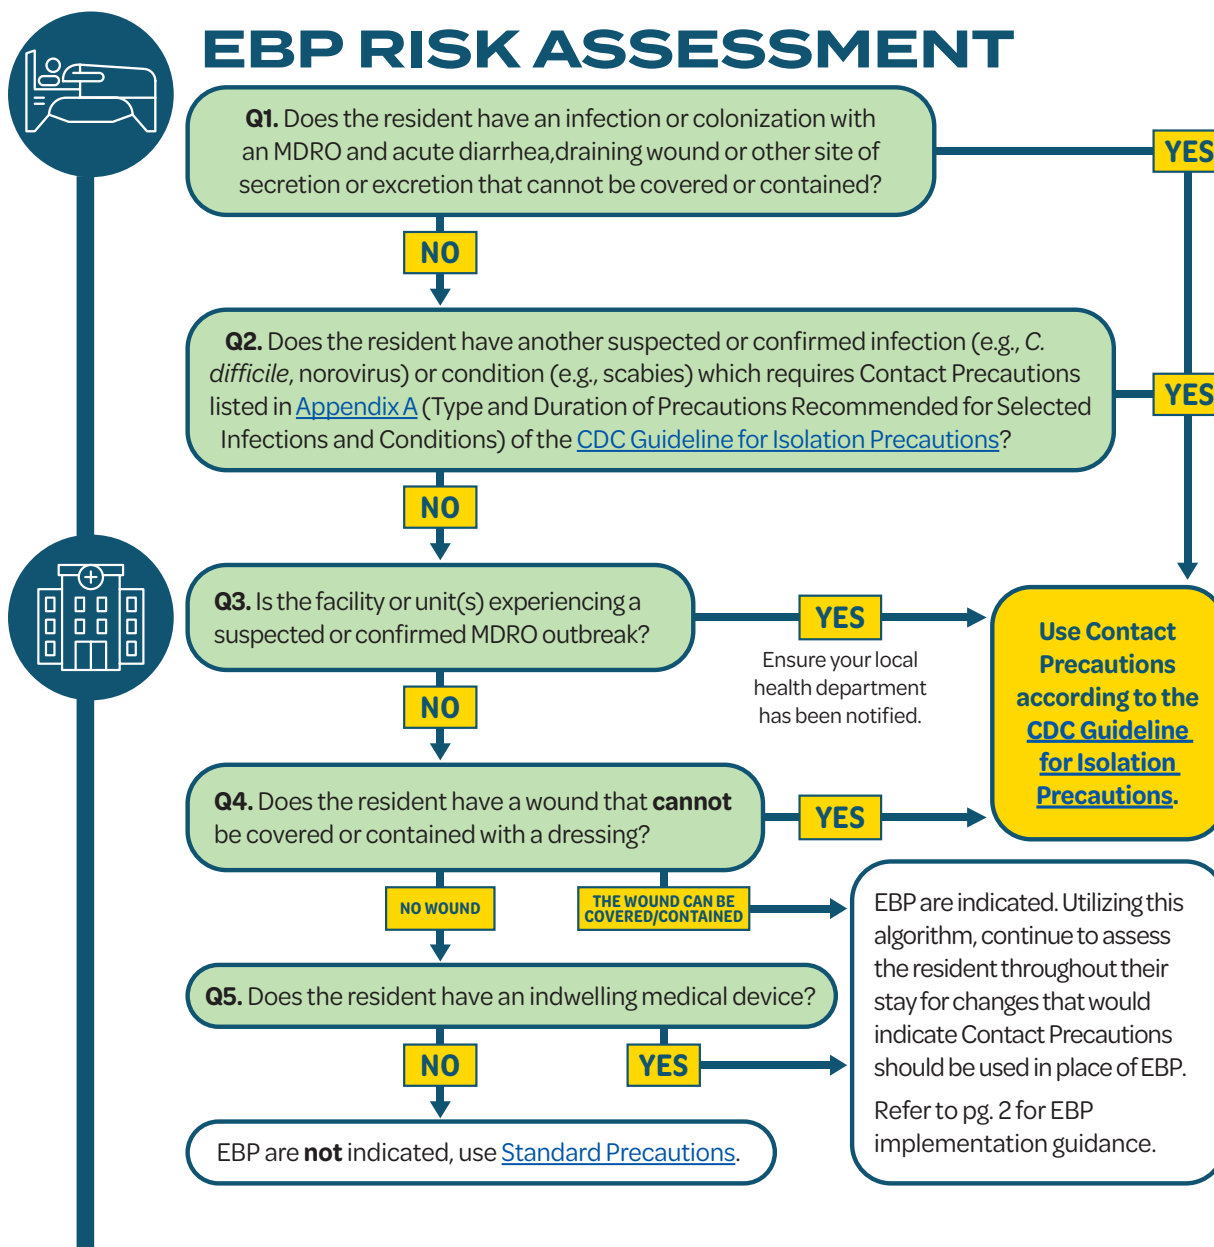 EBP RISK ASSESSMENT
Q1. Does the resident have an infection or colonization with
an MDRO and acute diarrhea,draining wound or other site of
secretion or excretion that cannot be covered or contained?
YES
NO
Q2. Does the resident have another suspected or confirmed infection (e.g., C.
difficile, norovirus) or condition (e.g., scabies) which requires Contact Precautions
listed in Appendix A (Type and Duration of Precautions Recommended for Selected
Infections and Conditions) of the CDC Guideline for Isolation Precautions?
YES
NO
Q3. Is the facility or unit(s) experiencing a
suspected or confirmed MDRO outbreak?
YES
Ensure your local
health department
has been notified.
Use Contact
Precautions
according to the
CDC Guideline
for Isolation
Precautions.
NO
Q4. Does the resident have a wound that cannot
be covered or contained with a dressing?
YES
NO WOUND
THE WOUND CAN BE
COVERED/CONTAINED
EBP are indicated. Utilizing this
algorithm, continue to assess
the resident throughout their
stay for changes that would
indicate Contact Precautions
should be used in place of EBP.
Refer to pg. 2 for EBP
implementation guidance.
Q5. Does the resident have an indwelling medical device?
NO
YES
EBP are not indicated, use Standard Precautions.